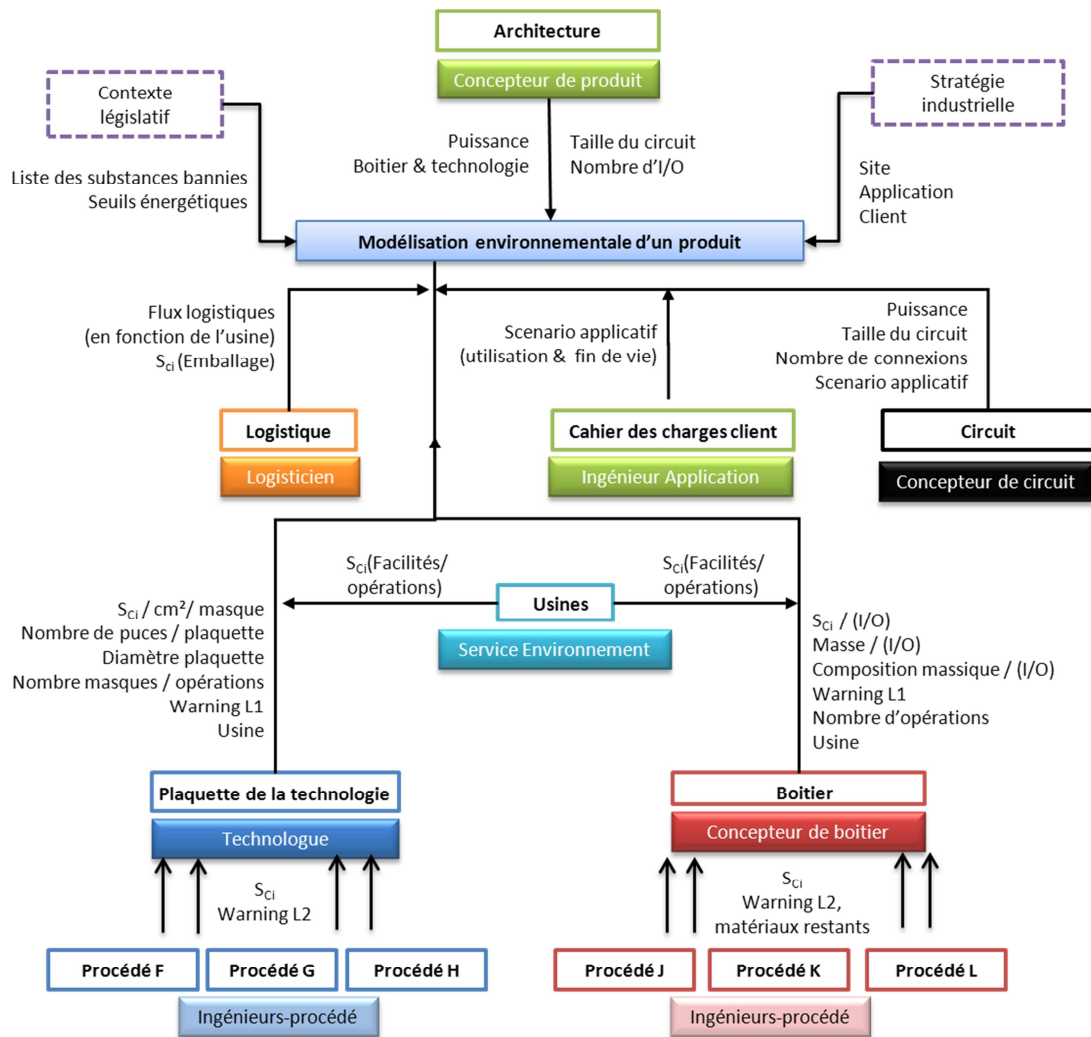 Architecture
Concepteur de produit
Contexte
législatif
Stratégie
industrielle
Puissance
Boitier & technologie
Taille du circuit
Nombre d'I/O
Liste des substances bannies
Seuils énergétiques
Site
Application
Client
Modélisation environnementale d'un produit
Flux logistiques
(en fonction de l'usine)
Sci (Emballage)
Scenario applicatif
(utilisation & fin de vie)
Puissance
Taille du circuit
Nombre de connexions
Scenario applicatif
Logistique
Logisticien
Cahier des charges client
Ingénieur Application
Circuit
Concepteur de circuit
SCi(Facilités/
opérations)
SCi(Facilités/
opérations)
Usines
Service Environnement
SCi / cm²/ masque
Nombre de puces / plaquette
Diamètre plaquette
Nombre masques / opérations
Warning L1
Usine
SCi / (I/O)
Masse / (I/O)
Composition massique / (I/O)
Warning L1
Nombre d'opérations
Usine
Plaquette de la technologie
Technologue
Boitier
Concepteur de boitier
SCi
Warning L2
SCi
Warning L2,
matériaux restants
Procédé F
Procédé G
Procédé H
Ingénieurs-procédé
Procédé J
Procédé K
Procédé L
Ingénieurs-procédé